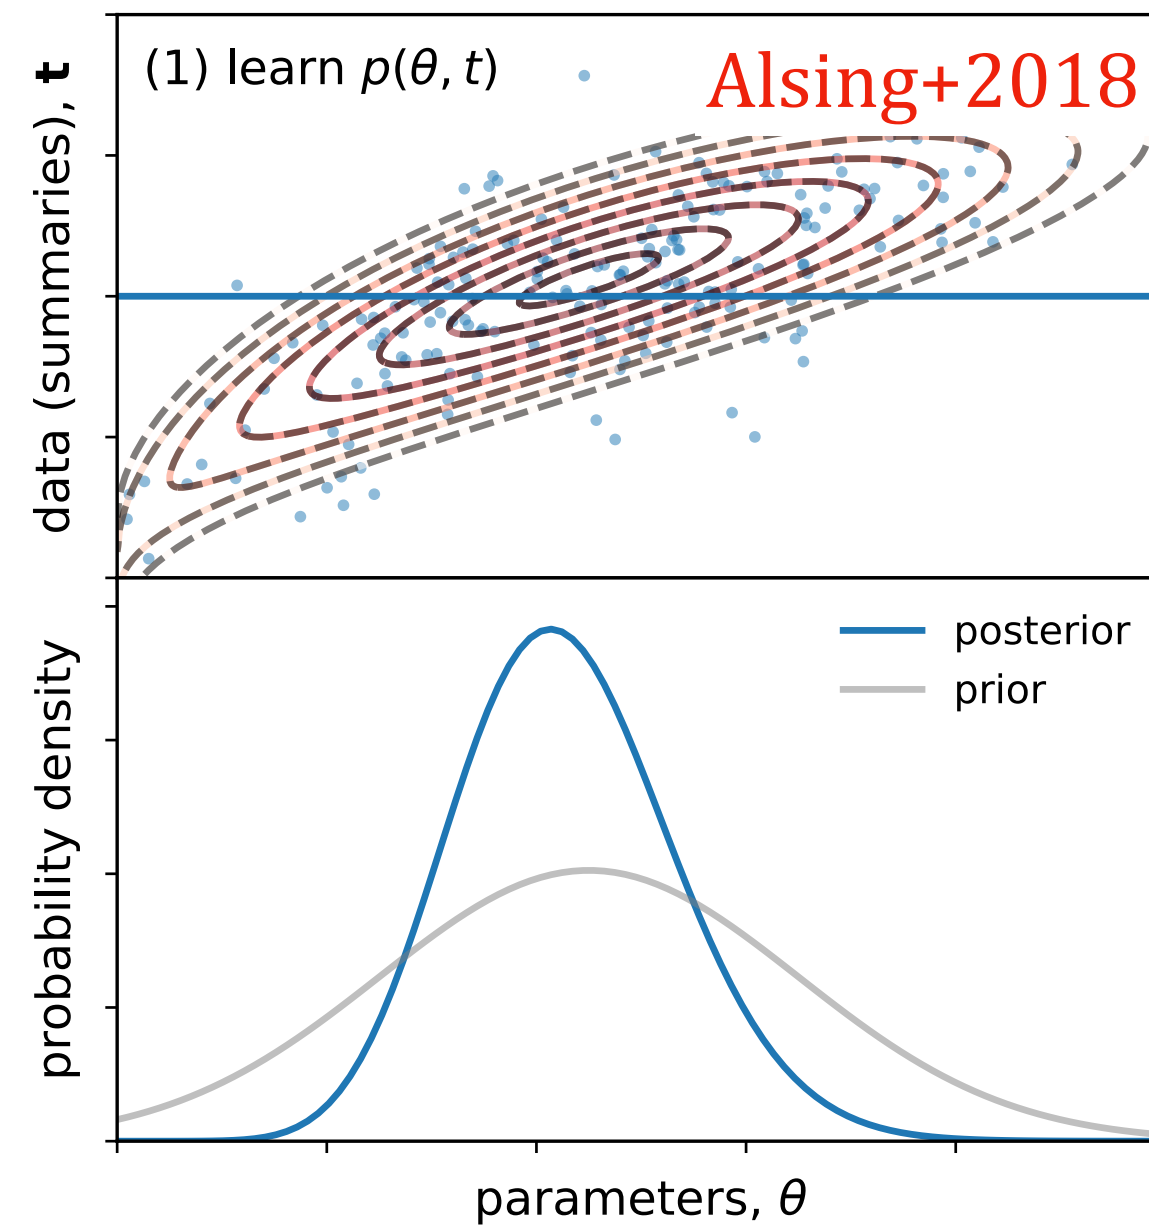 (1) learn p(θ, t)
Alsing+2018
data (summaries), t
posterior
prior
probability density
parameters, θ